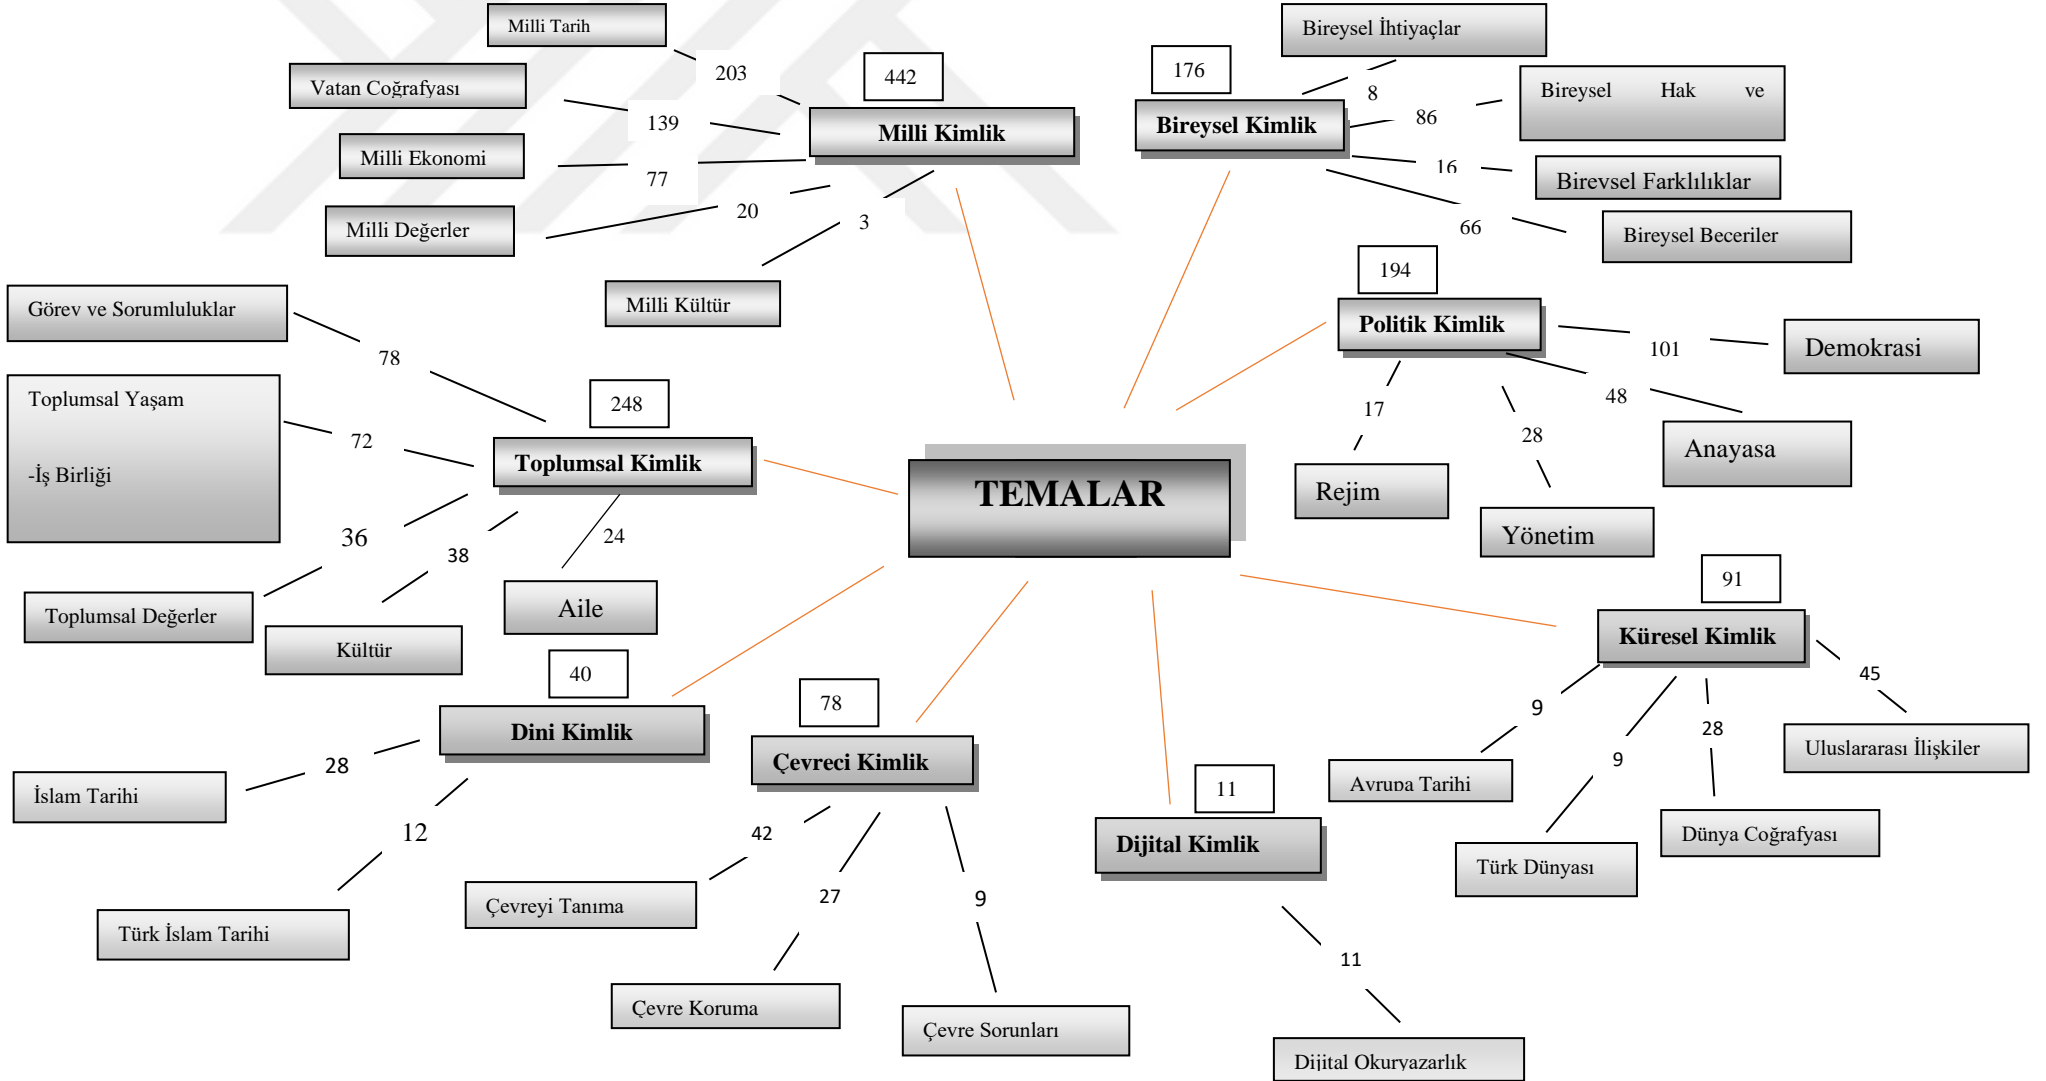 Milli Tarih
203
Vatan Coğrafyası
139
Milli Ekonomi
77
Milli Değerler
20
3
Milli Kültür
442
Milli Kimlik
176
Bireysel Kimlik
Bireysel İhtiyaçlar
8
Bireysel Hak ve
86
16
Bireysel Farklılıklar
66
Bireysel Beceriler
194
Politik Kimlik
101
Demokrasi
48
Anayasa
17
Rejim
28
Yönetim
Görev ve Sorumluluklar
78
Toplumsal Yaşam
-İş Birliği
72
248
Toplumsal Kimlik
36
Toplumsal Değerler
38
Kültür
24
Aile
TEMALAR
91
Küresel Kimlik
45
Uluslararası İlişkiler
28
Dünya Coğrafyası
9
Türk Dünyası
9
Avrupa Tarihi
40
Dini Kimlik
28
İslam Tarihi
12
Türk İslam Tarihi
78
Çevreci Kimlik
42
Çevreyi Tanıma
27
Çevre Koruma
9
Çevre Sorunları
11
Dijital Kimlik
11
Dijital Okuryazarlık